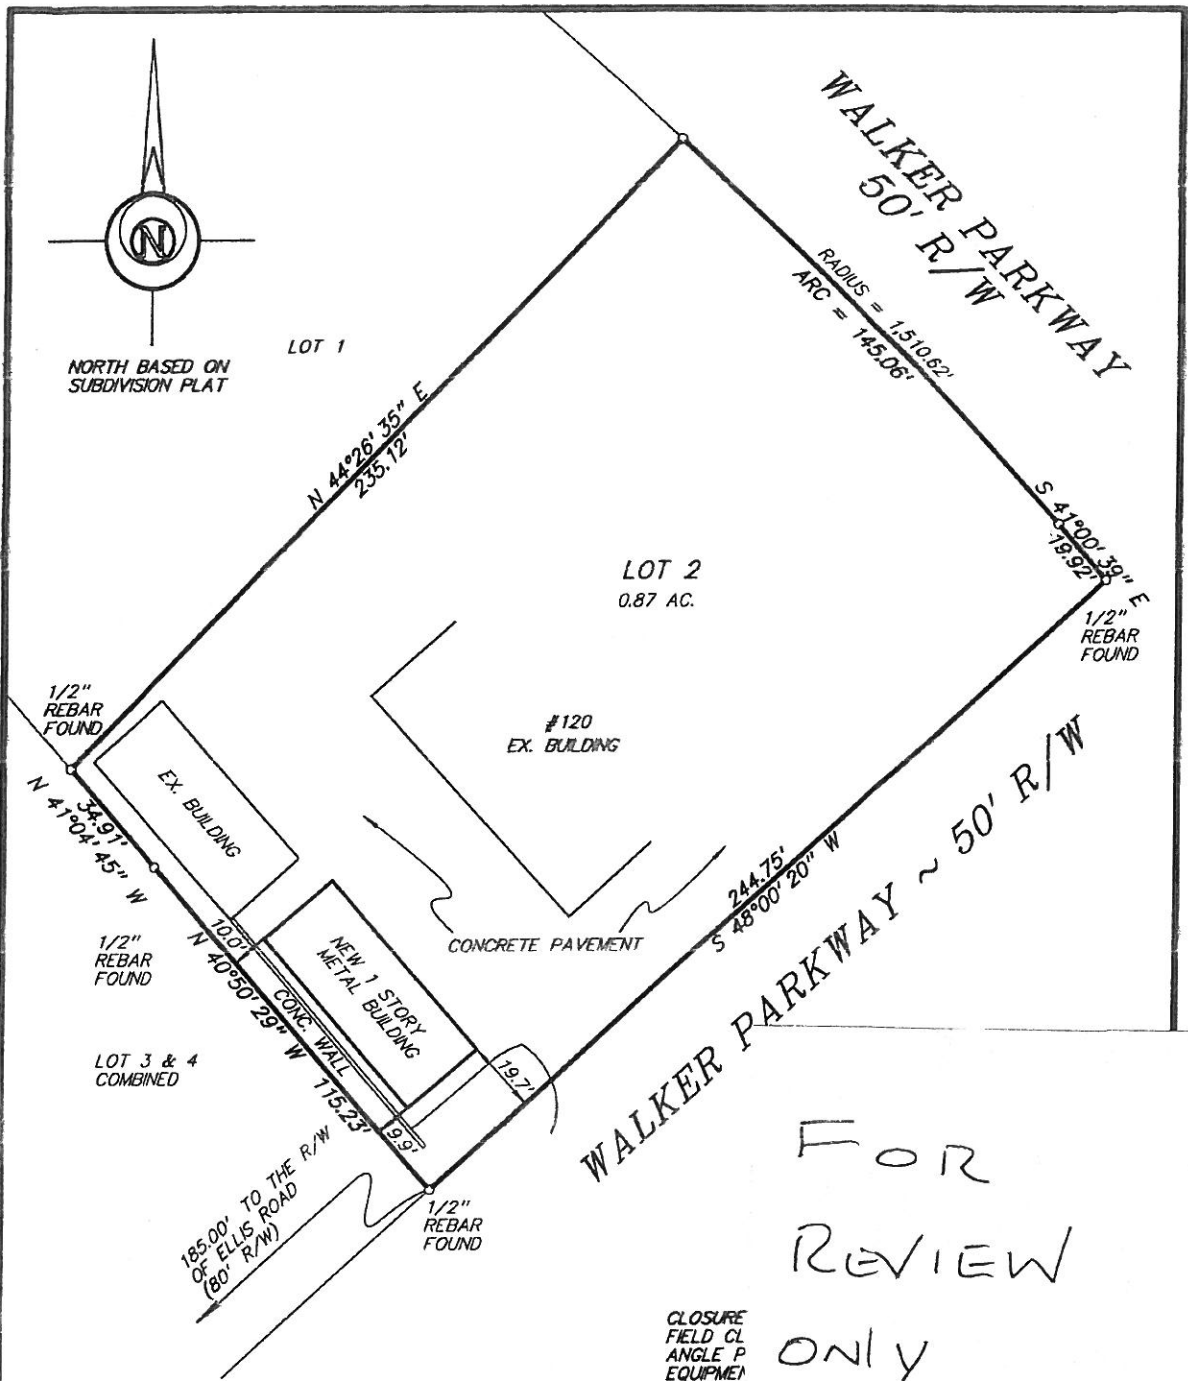 WALKER PARKWAY
50' R/W
N
NORTH BASED ON
SUBDIVISION PLAT
LOT 1
RADIUS = 1,510.62'
ARC = 145.06'
N 44°26'35" E
235.12'
S 41°00'39" E
19.92'
LOT 2
0.87 AC.
1/2"
REBAR
FOUND
1/2"
REBAR
FOUND
#120
EX. BUILDING
EX. BUILDING
34.91'
N 41°04'45" W
244.75'
S 48°00'20" W
WALKER PARKWAY ~ 50' R/W
CONCRETE PAVEMENT
1/2"
REBAR
FOUND
10.0'
N 40°50'29" W
115.23'
CONC. WALL
NEW 1 STORY
METAL BUILDING
19.7'
9.9'
LOT 3 & 4
COMBINED
185.00' TO THE R/W
OF ELLIS ROAD
(80' R/W)
1/2"
REBAR
FOUND
FOR
REVIEW
ONLY
CLOSURE
FIELD CL
ANGLE P
EQUIPMEN